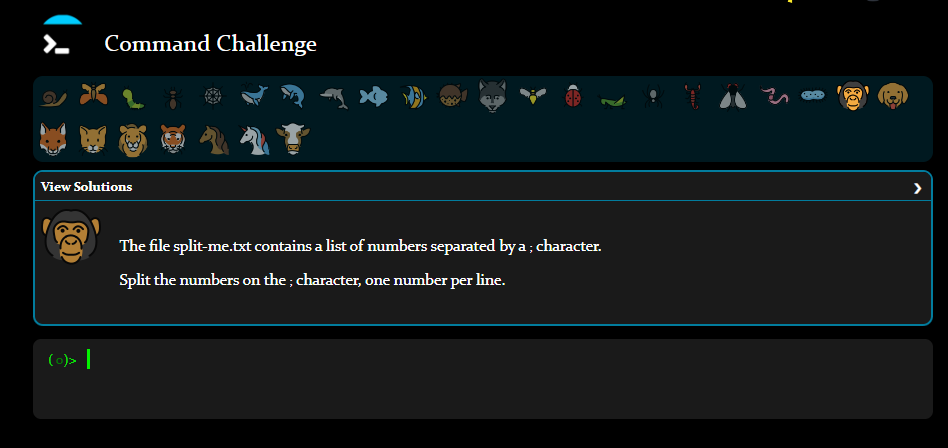 Command Challenge
View Solutions
The file split-me.txt contains a list of numbers separated by a ; character.
Split the numbers on the ; character, one number per line.
(○)>